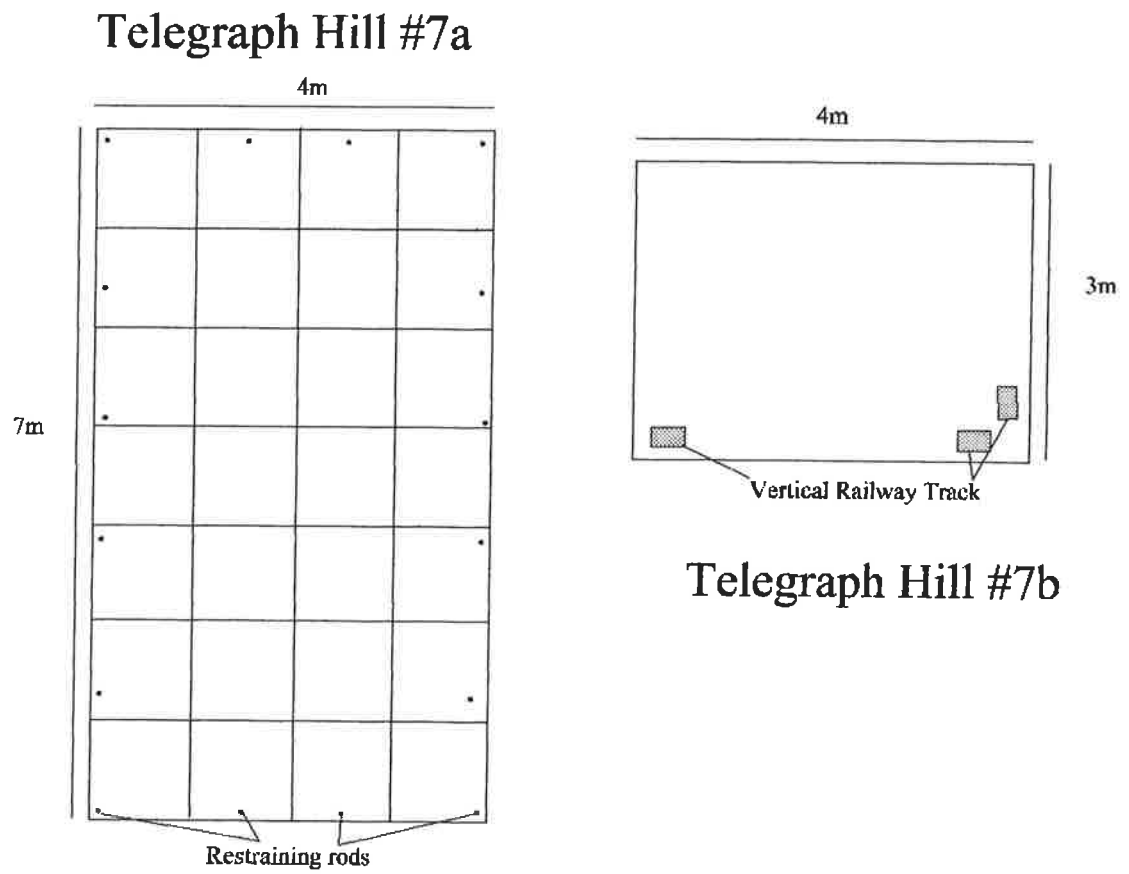 Telegraph Hill #7a
4m
7m
Restraining rods
4m
3m
Vertical Railway Track
Telegraph Hill #7b